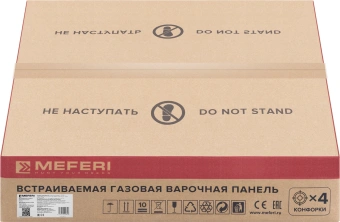 НЕ НАСТУПАТЬ DO NOT STAND
НЕ НАСТУПАТЬ DO NOT STAND
MEFERI
ВСТРАИВАЕМАЯ ГАЗОВАЯ ВАРОЧНАЯ ПАНЕЛЬ
10
meferi.ru
×4
КОНФОРКИ